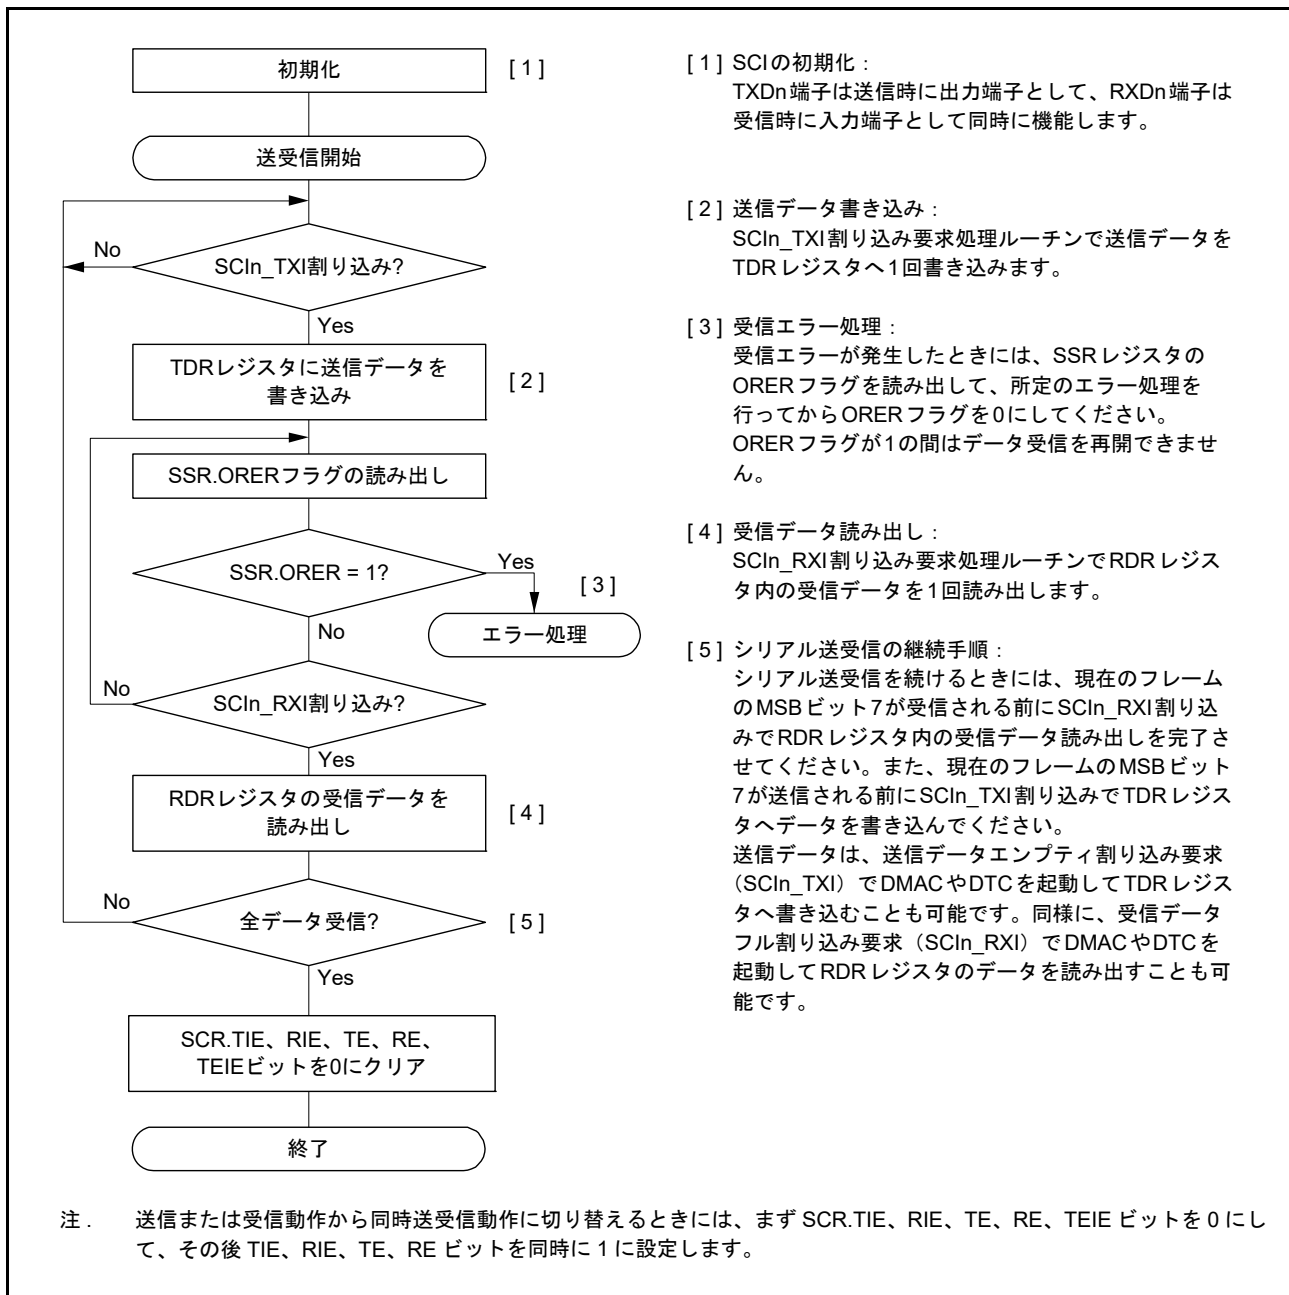 初期化
[ 1 ]
送受信開始
No
SCIn_TXI割り込み?
Yes
TDRレジスタに送信データを
書き込み
[ 2 ]
SSR.ORERフラグの読み出し
SSR.ORER = 1?
Yes
[ 3 ]
エラー処理
No
No
SCIn_RXI割り込み?
Yes
RDRレジスタの受信データを
読み出し
[ 4 ]
No
全データ受信?
[ 5 ]
Yes
SCR.TIE、RIE、TE、RE、
TEIEビットを0にクリア
終了
[ 1 ] SCIの初期化：
TXDn端子は送信時に出力端子として、RXDn端子は
受信時に入力端子として同時に機能します。
[ 2 ] 送信データ書き込み：
SCIn_TXI割り込み要求処理ルーチンで送信データを
TDRレジスタへ1回書き込みます。
[ 3 ] 受信エラー処理：
受信エラーが発生したときには、SSRレジスタの
ORERフラグを読み出して、所定のエラー処理を
行ってからORERフラグを0にしてください。
ORERフラグが1の間はデータ受信を再開できませ
ん。
[ 4 ] 受信データ読み出し：
SCIn_RXI割り込み要求処理ルーチンでRDRレジス
タ内の受信データを1回読み出します。
[ 5 ] シリアル送受信の継続手順：
シリアル送受信を続けるときには、現在のフレーム
のMSBビット7が受信される前にSCIn_RXI割り込
みでRDRレジスタ内の受信データ読み出しを完了さ
せてください。また、現在のフレームのMSBビット
7が送信される前にSCIn_TXI割り込みでTDRレジス
タへデータを書き込んでください。
送信データは、送信データエンプティ割り込み要求
（SCIn_TXI）でDMACやDTCを起動してTDRレジス
タへ書き込むことも可能です。同様に、受信データ
フル割り込み要求（SCIn_RXI）でDMACやDTCを
起動してRDRレジスタのデータを読み出すことも可
能です。
注． 送信または受信動作から同時送受信動作に切り替えるときには、まず SCR.TIE、RIE、TE、RE、TEIE ビットを 0 にし
て、その後 TIE、RIE、TE、RE ビットを同時に 1 に設定します。